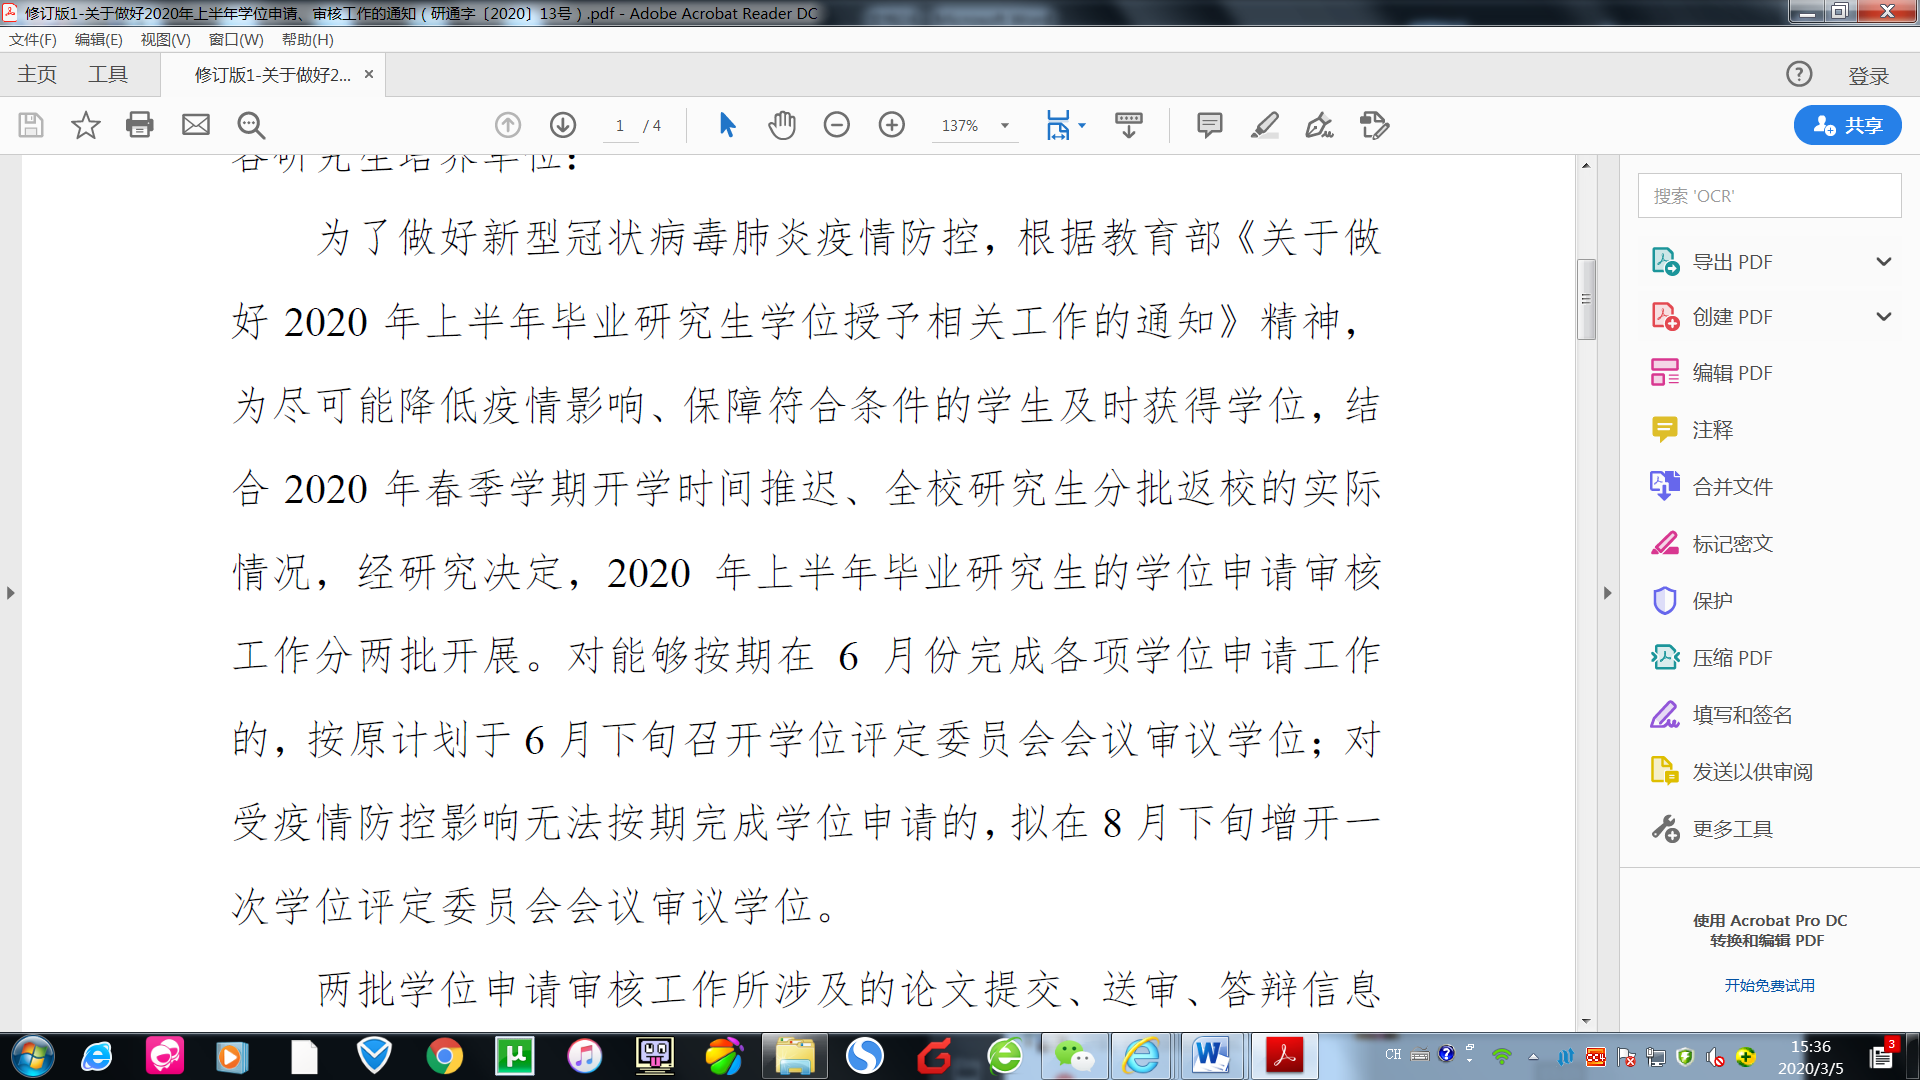 修订版1-关于做好2020年上半年学位申请、审核工作的通知（研通字〔2020〕13号）.pdf - Adobe Acrobat Reader DC
文件(F) 编辑(E) 视图(V) 窗口(W) 帮助(H)
主页 工具 修订版1-关于做好2... × 登录
1 / 4 137% 共享
各研究生培养单位：
为了做好新型冠状病毒肺炎疫情防控，根据教育部《关于做
好 2020 年上半年毕业研究生学位授予相关工作的通知》精神，
为尽可能降低疫情影响、保障符合条件的学生及时获得学位，结
合 2020 年春季学期开学时间推迟、全校研究生分批返校的实际
情况，经研究决定，2020 年上半年毕业研究生的学位申请审核
工作分两批开展。对能够按期在 6 月份完成各项学位申请工作
的，按原计划于 6 月下旬召开学位评定委员会会议审议学位；对
受疫情防控影响无法按期完成学位申请的，拟在 8 月下旬增开一
次学位评定委员会会议审议学位。
两批学位申请审核工作所涉及的论文提交、送审、答辩信息
搜索 'OCR'
导出 PDF
创建 PDF
编辑 PDF
注释
合并文件
标记密文
保护
压缩 PDF
填写和签名
发送以供审阅
更多工具
使用 Acrobat Pro DC
转换和编辑 PDF
开始免费试用
CH
15:36
2020/3/5
3